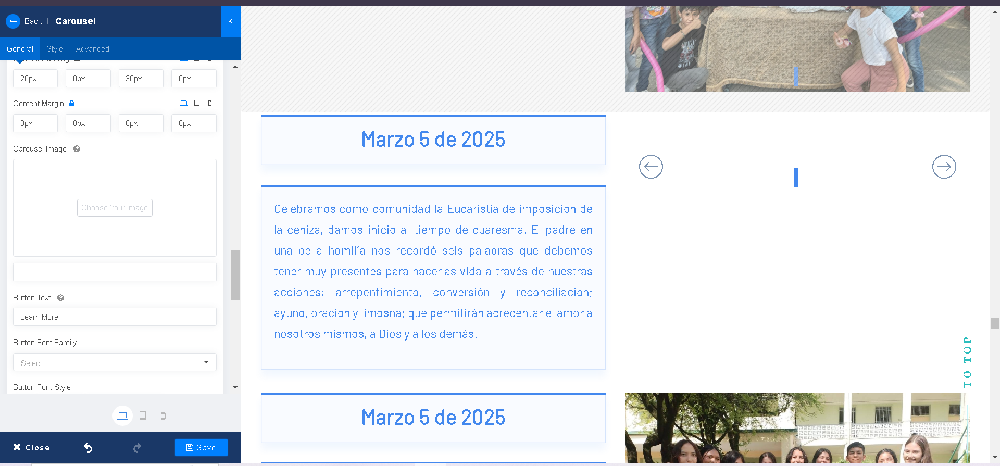 Back | Carousel
General Style Advanced
Content Padding
20px 0px 30px 0px
Content Margin
0px 0px 0px 0px
Carousel Image
Choose Your Image
Button Text
Learn More
Button Font Family
Select...
Button Font Style
Close
Save
Marzo 5 de 2025
Celebramos como comunidad la Eucaristía de imposición de
la ceniza, damos inicio al tiempo de cuaresma. El padre en
una bella homilía nos recordó seis palabras que debemos
tener muy presentes para hacerlas vida a través de nuestras
acciones: arrepentimiento, conversión y reconciliación;
ayuno, oración y limosna; que permitirán acrecentar el amor a
nosotros mismos, a Dios y a los demás.
Marzo 5 de 2025
TO TOP